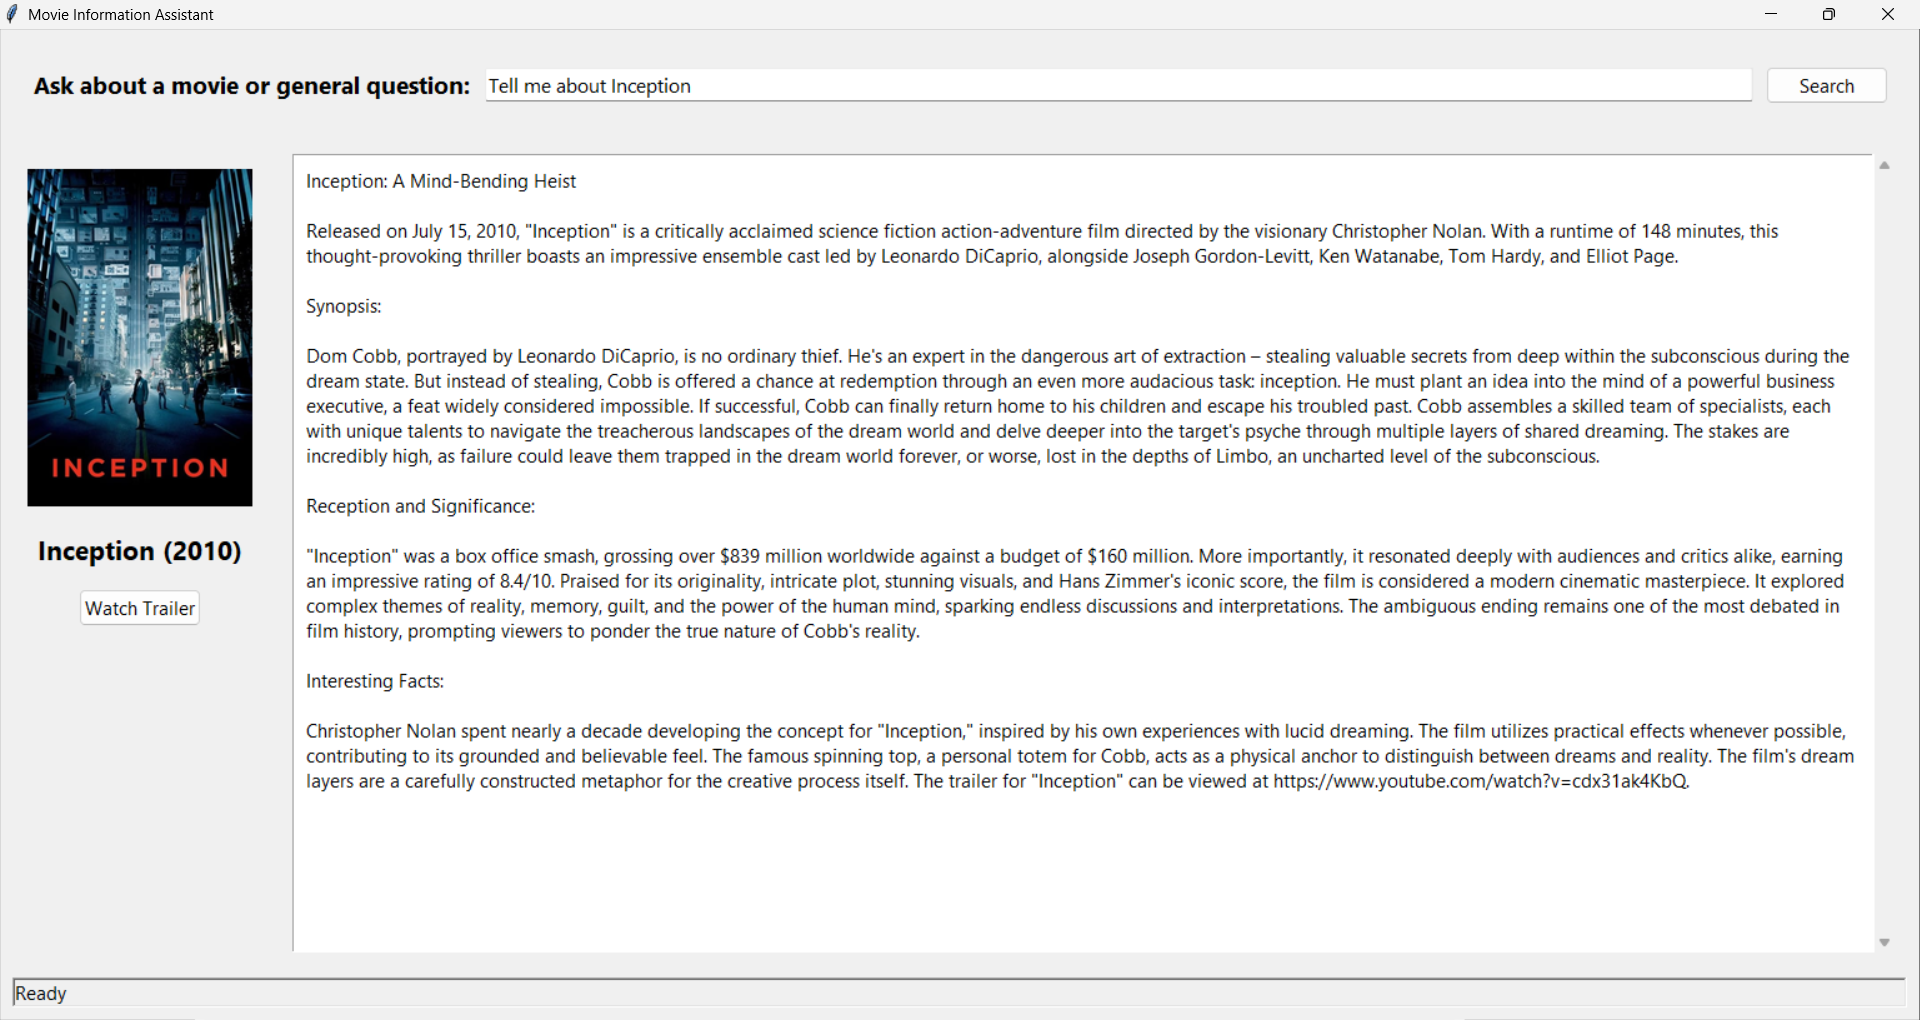 Movie Information Assistant
Ask about a movie or general question:
Tell me about Inception
Search
INCEPTION
Inception (2010)
Watch Trailer
Inception: A Mind-Bending Heist
Released on July 15, 2010, "Inception" is a critically acclaimed science fiction action-adventure film directed by the visionary Christopher Nolan. With a runtime of 148 minutes, this
thought-provoking thriller boasts an impressive ensemble cast led by Leonardo DiCaprio, alongside Joseph Gordon-Levitt, Ken Watanabe, Tom Hardy, and Elliot Page.
Synopsis:
Dom Cobb, portrayed by Leonardo DiCaprio, is no ordinary thief. He's an expert in the dangerous art of extraction – stealing valuable secrets from deep within the subconscious during the
dream state. But instead of stealing, Cobb is offered a chance at redemption through an even more audacious task: inception. He must plant an idea into the mind of a powerful business
executive, a feat widely considered impossible. If successful, Cobb can finally return home to his children and escape his troubled past. Cobb assembles a skilled team of specialists, each
with unique talents to navigate the treacherous landscapes of the dream world and delve deeper into the target's psyche through multiple layers of shared dreaming. The stakes are
incredibly high, as failure could leave them trapped in the dream world forever, or worse, lost in the depths of Limbo, an uncharted level of the subconscious.
Reception and Significance:
"Inception" was a box office smash, grossing over $839 million worldwide against a budget of $160 million. More importantly, it resonated deeply with audiences and critics alike, earning
an impressive rating of 8.4/10. Praised for its originality, intricate plot, stunning visuals, and Hans Zimmer's iconic score, the film is considered a modern cinematic masterpiece. It explored
complex themes of reality, memory, guilt, and the power of the human mind, sparking endless discussions and interpretations. The ambiguous ending remains one of the most debated in
film history, prompting viewers to ponder the true nature of Cobb's reality.
Interesting Facts:
Christopher Nolan spent nearly a decade developing the concept for "Inception," inspired by his own experiences with lucid dreaming. The film utilizes practical effects whenever possible,
contributing to its grounded and believable feel. The famous spinning top, a personal totem for Cobb, acts as a physical anchor to distinguish between dreams and reality. The film's dream
layers are a carefully constructed metaphor for the creative process itself. The trailer for "Inception" can be viewed at https://www.youtube.com/watch?v=cdx31ak4KbQ.
Ready